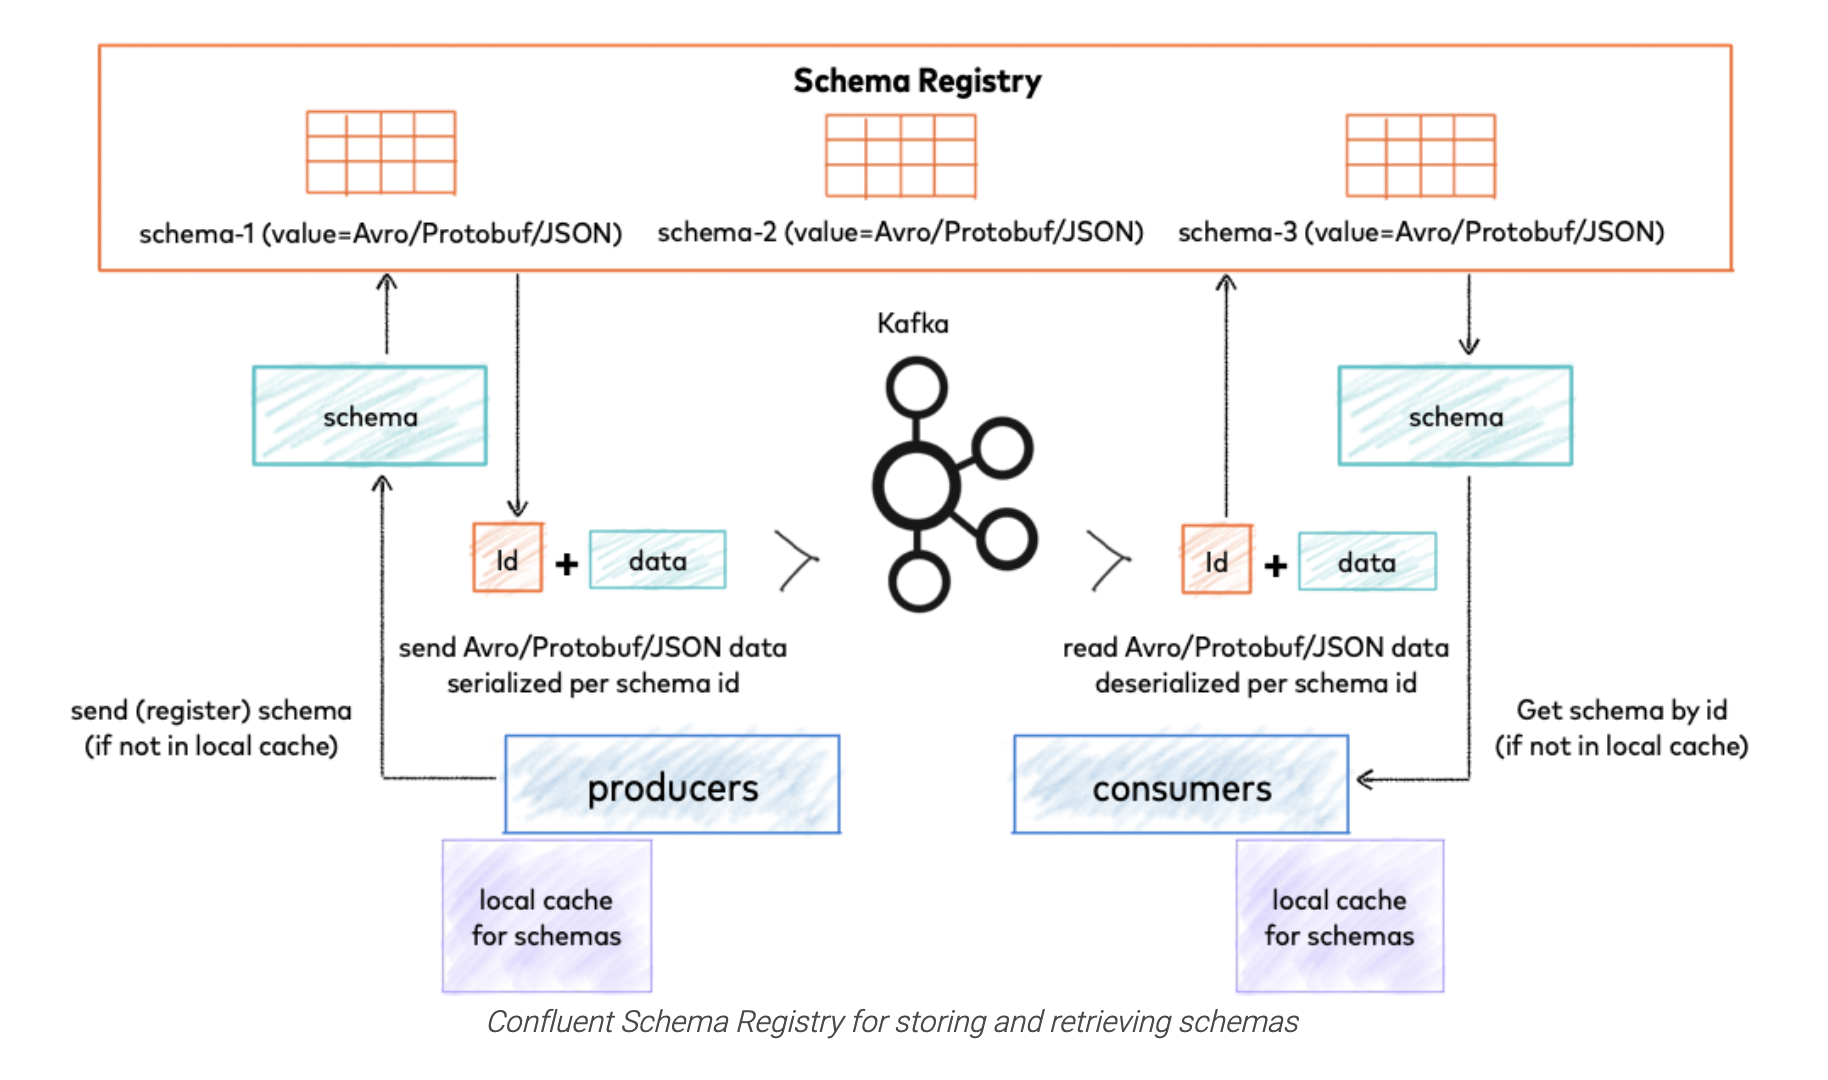 Schema Registry
schema-1 (value=Avro/Protobuf/JSON)
schema-2 (value=Avro/Protobuf/JSON)
schema-3 (value=Avro/Protobuf/JSON)
Kafka
schema
schema
Id
+
data
Id
+
data
send Avro/Protobuf/JSON data
serialized per schema id
read Avro/Protobuf/JSON data
deserialized per schema id
send (register) schema
(if not in local cache)
Get schema by id
(if not in local cache)
producers
consumers
local cache
for schemas
local cache
for schemas
Confluent Schema Registry for storing and retrieving schemas